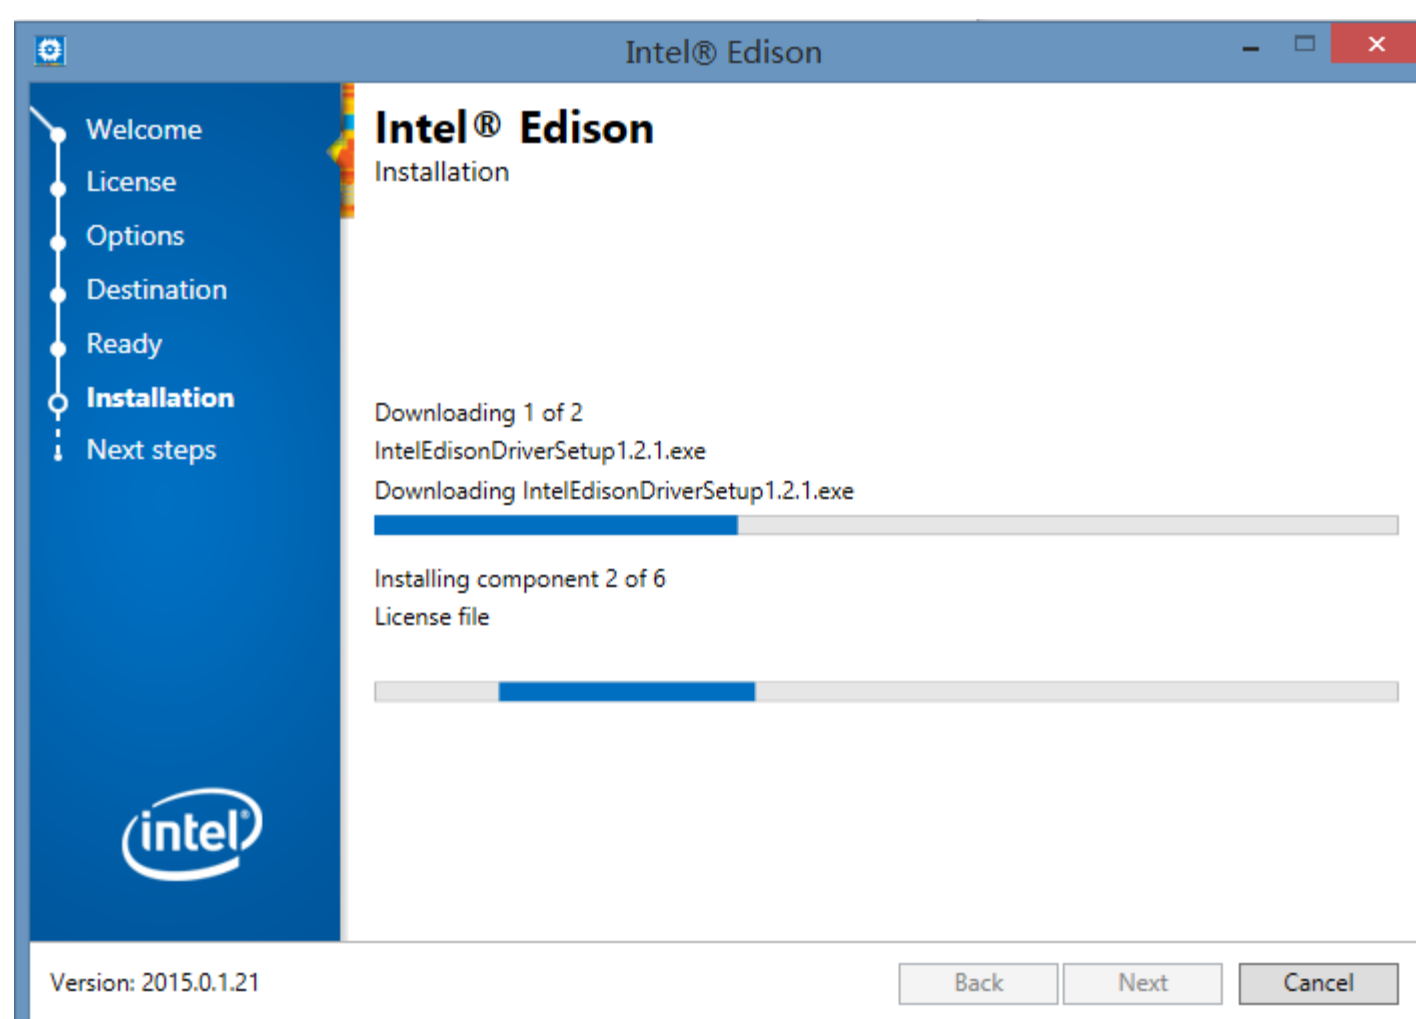 Intel® Edison
Welcome
License
Options
Destination
Ready
Installation
Next steps
intel®
Intel® Edison
Installation
Downloading 1 of 2
IntelEdisonDriverSetup1.2.1.exe
Downloading IntelEdisonDriverSetup1.2.1.exe
Installing component 2 of 6
License file
Version: 2015.0.1.21
Back
Next
Cancel